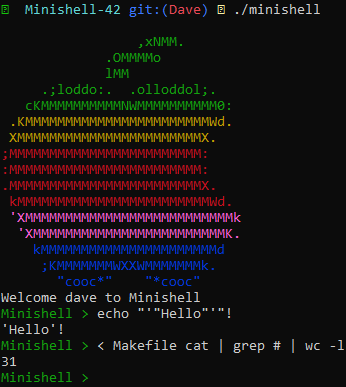 Minishell-42 git:(Dave) ./minishell
,xNMM.
.OMMMMo
lMM
.;loddo:. .olloddol;.
cKMMMMMMMMMMNWMMMMMMMMMM0:
.KMMMMMMMMMMMMMMMMMMMMMMMWd.
XMMMMMMMMMMMMMMMMMMMMMMMX.
;MMMMMMMMMMMMMMMMMMMMMMMM:
:MMMMMMMMMMMMMMMMMMMMMMMM:
.MMMMMMMMMMMMMMMMMMMMMMMMX.
kMMMMMMMMMMMMMMMMMMMMMMMMWd.
'XMMMMMMMMMMMMMMMMMMMMMMMMMMk
'XMMMMMMMMMMMMMMMMMMMMMMMMK.
kMMMMMMMMMMMMMMMMMMMMMMd
;KMMMMMMMWXXWMMMMMMMk.
"cooc*" "*cooc"
Welcome dave to Minishell
Minishell > echo "'"Hello"'"!
'Hello'!
Minishell > < Makefile cat | grep # | wc -l
31
Minishell >